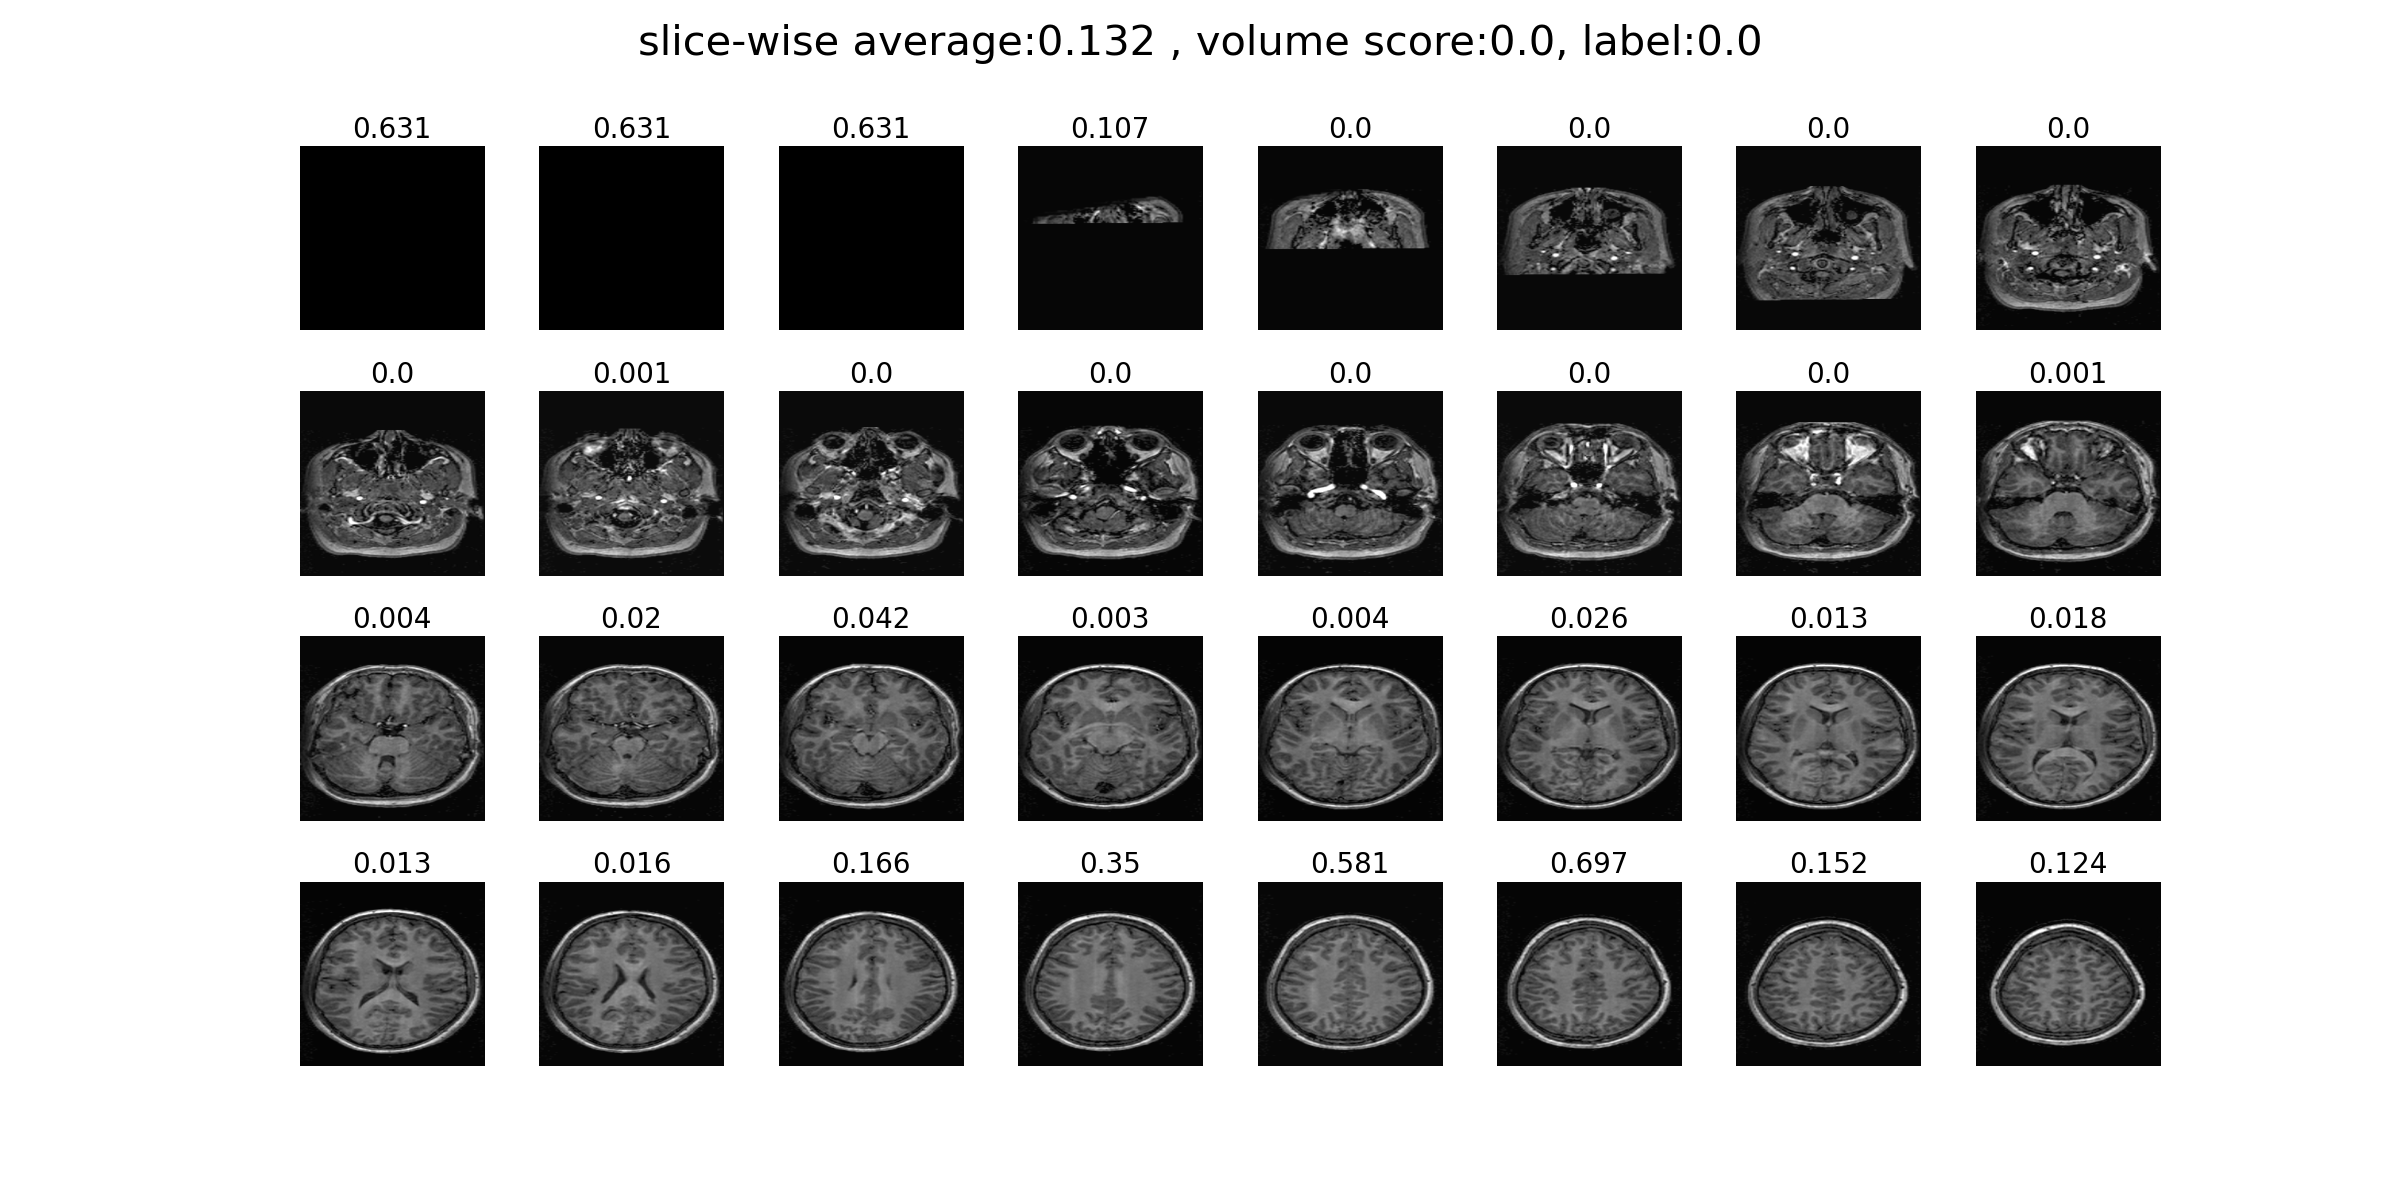 slice-wise average:0.132 , volume score:0.0, label:0.0
0.631 0.631 0.631 0.107 0.0 0.0 0.0 0.0
0.0 0.001 0.0 0.0 0.0 0.0 0.0 0.001
0.004 0.02 0.042 0.003 0.004 0.026 0.013 0.018
0.013 0.016 0.166 0.35 0.581 0.697 0.152 0.124